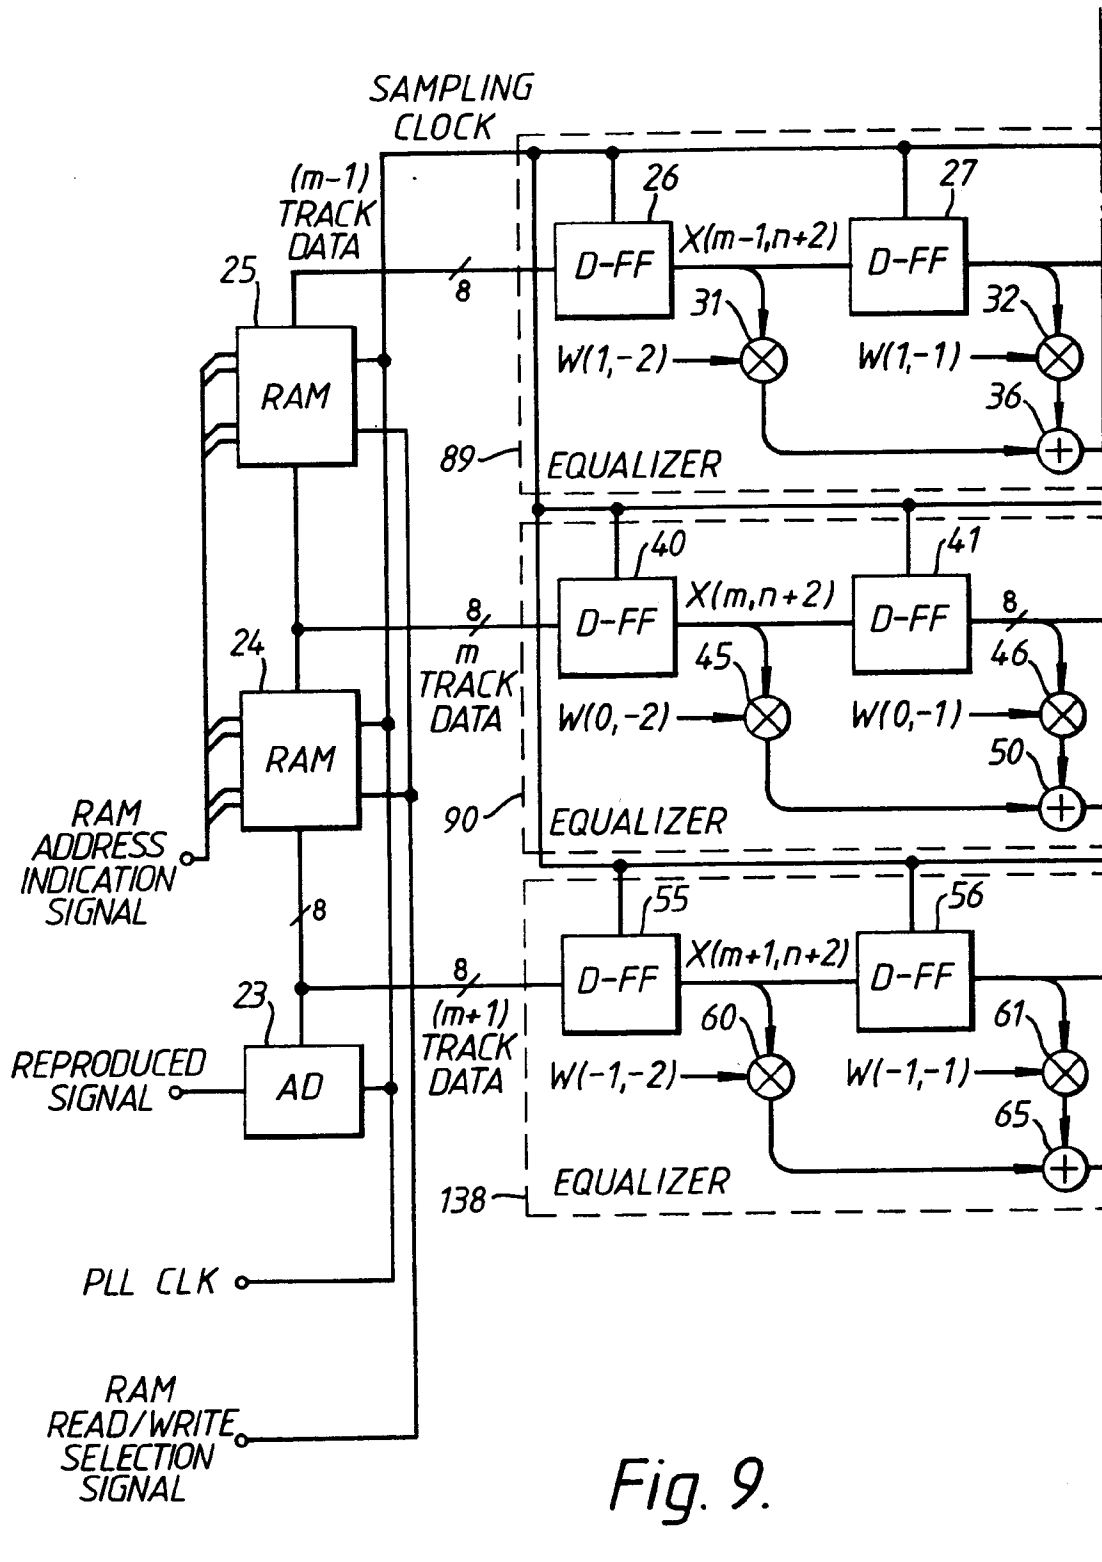 SAMPLING
CLOCK
(m-1)
TRACK
DATA
25
8
RAM
26
D-FF
X(m-1,n+2)
27
D-FF
31
W(1,-2)
32
W(1,-1)
36
89
EQUALIZER
40
D-FF
X(m,n+2)
41
D-FF
8
8
m
TRACK
DATA
24
RAM
45
W(0,-2)
46
W(0,-1)
50
90
EQUALIZER
RAM
ADDRESS
INDICATION
SIGNAL
8
55
D-FF
X(m+1,n+2)
56
D-FF
8
(m+1)
TRACK
DATA
23
AD
REPRODUCED
SIGNAL
60
W(-1,-2)
61
W(-1,-1)
65
138
EQUALIZER
PLL CLK
RAM
READ/WRITE
SELECTION
SIGNAL
Fig. 9.